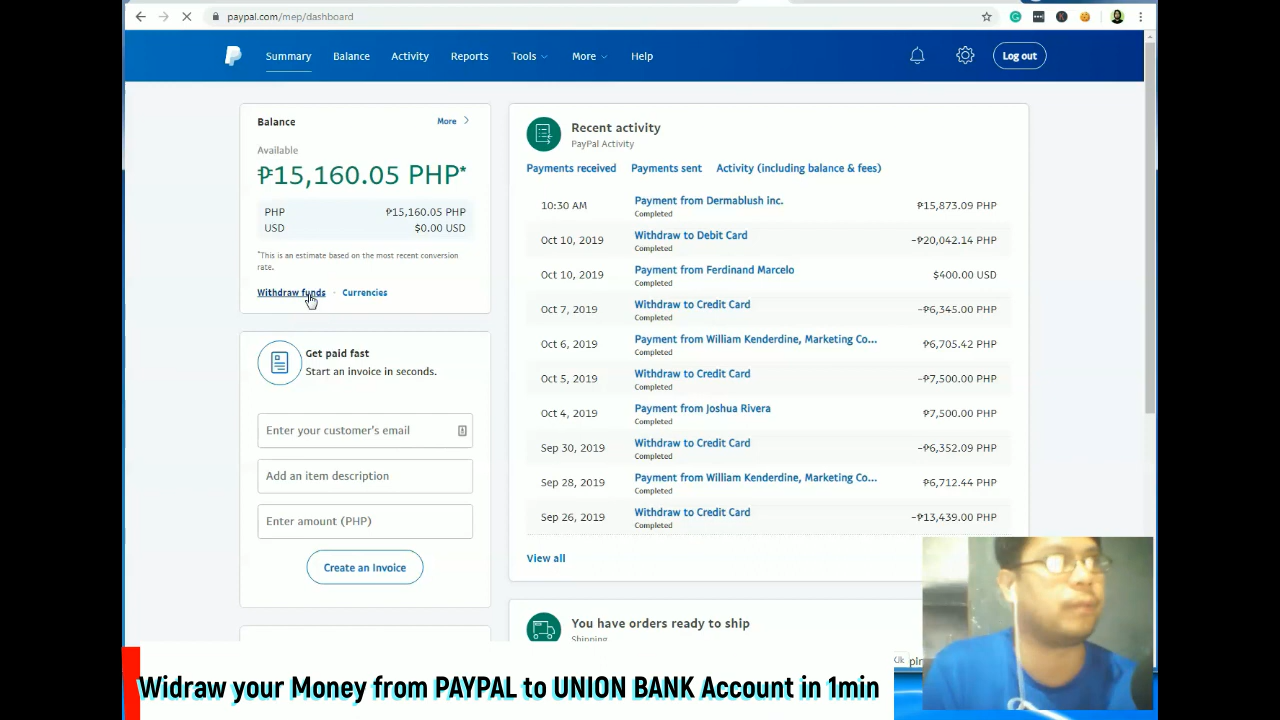 paypal.com/mep/dashboard
Summary Balance Activity Reports Tools More Help Log out
Balance More
Available
₱15,160.05 PHP*
PHP ₱15,160.05 PHP
USD $0.00 USD
*This is an estimate based on the most recent conversion
rate.
Withdraw funds · Currencies
Get paid fast
Start an invoice in seconds.
Enter your customer's email
Add an item description
Enter amount (PHP)
Create an Invoice
Recent activity
PayPal Activity
Payments received Payments sent Activity (including balance & fees)
10:30 AM Payment from Dermablush inc. ₱15,873.09 PHP
Completed
Oct 10, 2019 Withdraw to Debit Card -₱20,042.14 PHP
Completed
Oct 10, 2019 Payment from Ferdinand Marcelo $400.00 USD
Completed
Oct 7, 2019 Withdraw to Credit Card -₱6,345.00 PHP
Completed
Oct 6, 2019 Payment from William Kenderdine, Marketing Co... ₱6,705.42 PHP
Completed
Oct 5, 2019 Withdraw to Credit Card -₱7,500.00 PHP
Completed
Oct 4, 2019 Payment from Joshua Rivera ₱7,500.00 PHP
Completed
Sep 30, 2019 Withdraw to Credit Card -₱6,352.09 PHP
Completed
Sep 28, 2019 Payment from William Kenderdine, Marketing Co... ₱6,712.44 PHP
Completed
Sep 26, 2019 Withdraw to Credit Card -₱13,439.00 PHP
Completed
View all
You have orders ready to ship
Shipping
Widraw your Money from PAYPAL to UNION BANK Account in 1min